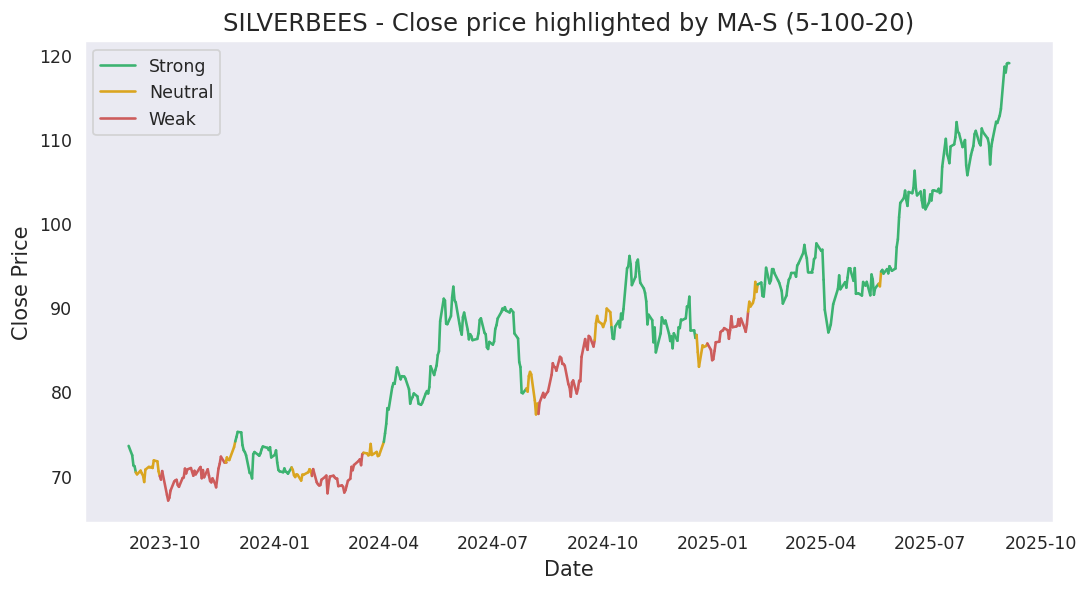 SILVERBEES - Close price highlighted by MA-S (5-100-20)
Strong
Neutral
Weak
120
110
100
90
80
70
Close Price
2023-10 2024-01 2024-04 2024-07 2024-10 2025-01 2025-04 2025-07 2025-10
Date